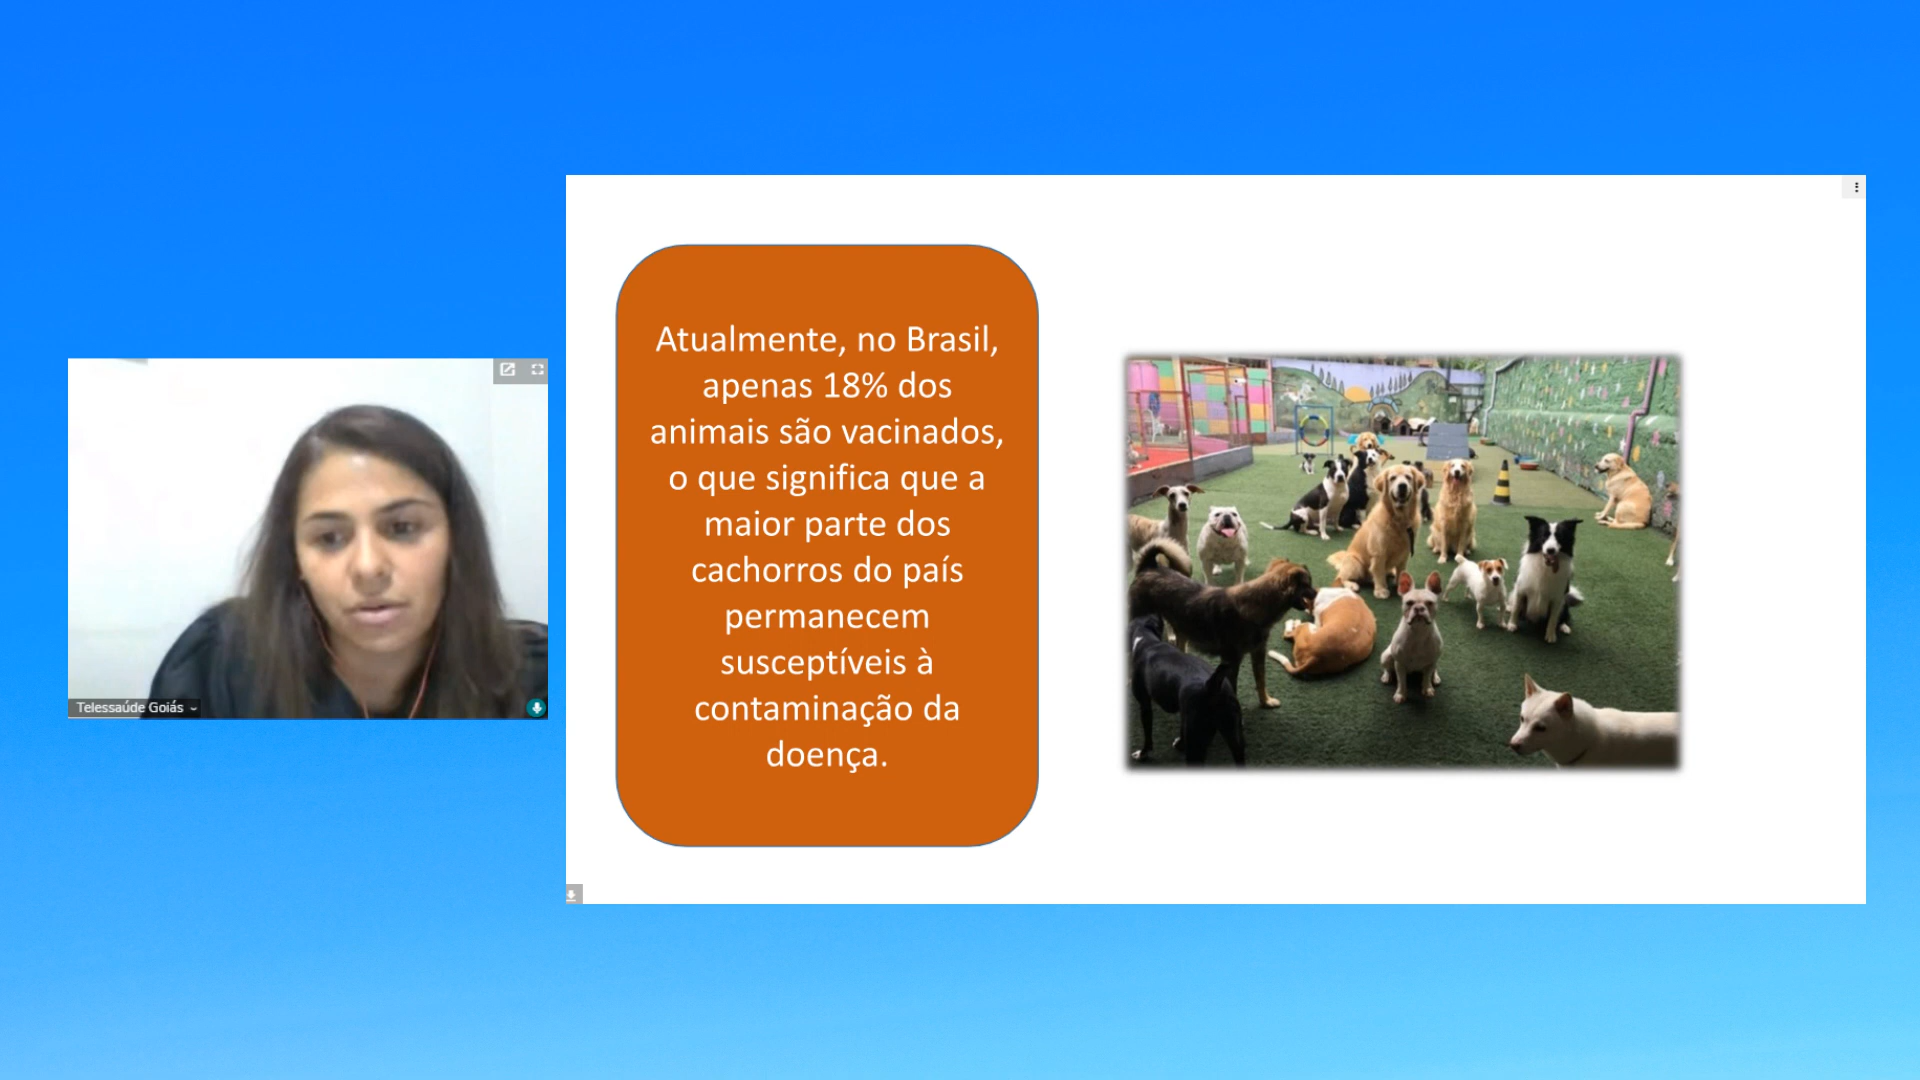 Atualmente, no Brasil,
apenas 18% dos
animais são vacinados,
o que significa que a
maior parte dos
cachorros do país
permanecem
susceptíveis à
contaminação da
doença.
Telessaúde Goiás